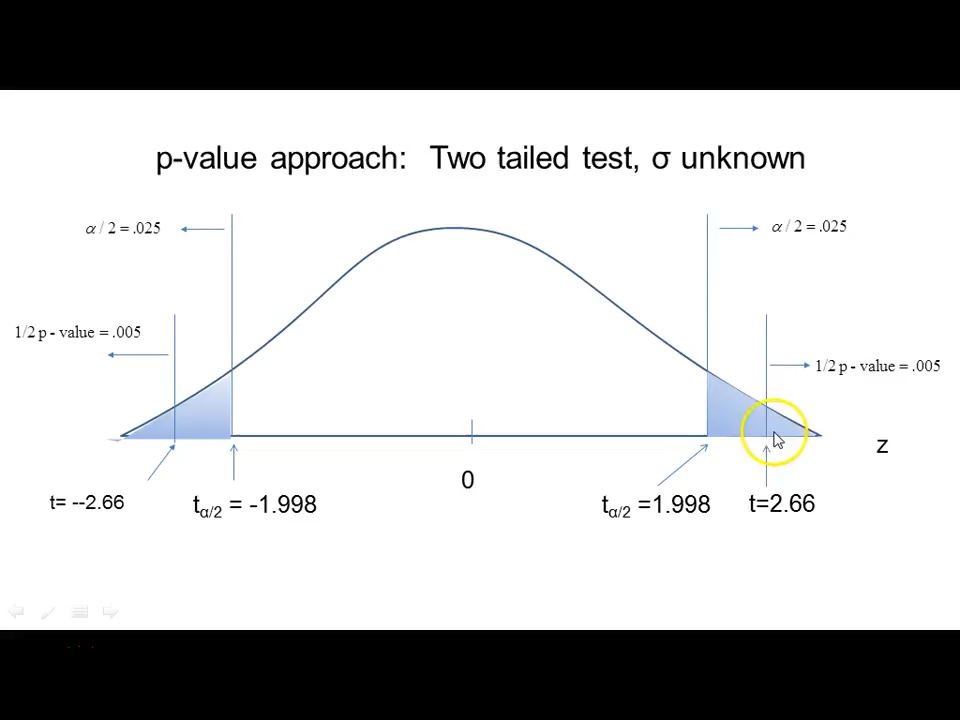 p-value approach: Two tailed test, σ unknown
α / 2 = .025
α / 2 = .025
1/2 p - value = .005
1/2 p - value = .005
z
0
t= --2.66
tα/2 = -1.998
tα/2 =1.998
t=2.66